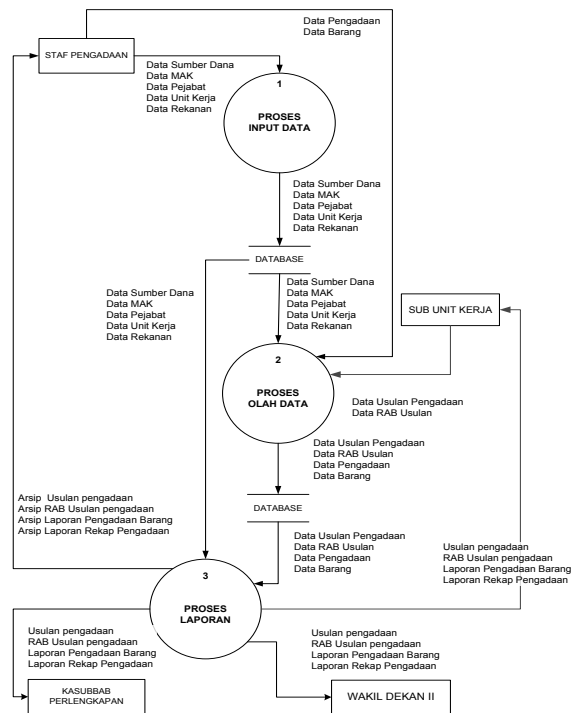 Data Pengadaan
Data Barang
STAF PENGADAAN
Data Sumber Dana
Data MAK
Data Pejabat
Data Unit Kerja
Data Rekanan
1
PROSES
INPUT DATA
Data Sumber Dana
Data MAK
Data Pejabat
Data Unit Kerja
Data Rekanan
DATABASE
Data Sumber Dana
Data MAK
Data Pejabat
Data Unit Kerja
Data Rekanan
Data Sumber Dana
Data MAK
Data Pejabat
Data Unit Kerja
Data Rekanan
SUB UNIT KERJA
2
PROSES
OLAH DATA
Data Usulan Pengadaan
Data RAB Usulan
Data Usulan Pengadaan
Data RAB Usulan
Data Pengadaan
Data Barang
DATABASE
Arsip Usulan pengadaan
Arsip RAB Usulan pengadaan
Arsip Laporan Pengadaan Barang
Arsip Laporan Rekap Pengadaan
Data Usulan Pengadaan
Data RAB Usulan
Data Pengadaan
Data Barang
Usulan pengadaan
RAB Usulan pengadaan
Laporan Pengadaan Barang
Laporan Rekap Pengadaan
3
PROSES
LAPORAN
Usulan pengadaan
RAB Usulan pengadaan
Laporan Pengadaan Barang
Laporan Rekap Pengadaan
Usulan pengadaan
RAB Usulan pengadaan
Laporan Pengadaan Barang
Laporan Rekap Pengadaan
KASUBBAB
PERLENGKAPAN
WAKIL DEKAN II